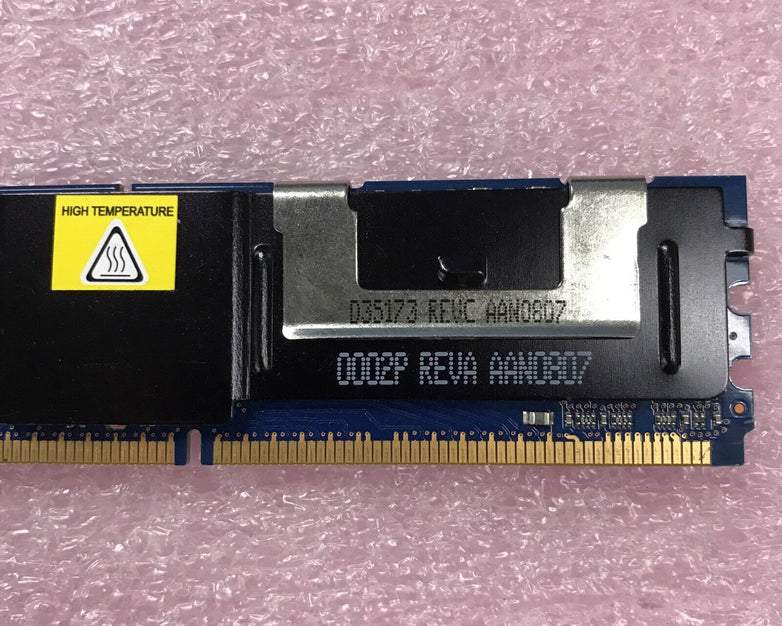 HIGH TEMPERATURE
D35173 REVC AAN0807
0002P REVA AAN0807